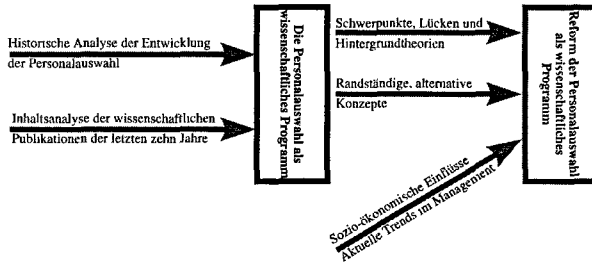 Historische Analyse der Entwicklung
der Personalauswahl
Inhaltsanalyse der wissenschaftlichen
Publikationen der letzten zehn Jahre
Die Personalauswahl als
wissenschaftliches Programm
Schwerpunkte, Lücken und
Hintergrundtheorien
Randständige, alternative
Konzepte
Sozio-ökonomische Einflüsse
Aktuelle Trends im Management
Reform der Personalauswahl
als wissenschaftliches
Programm